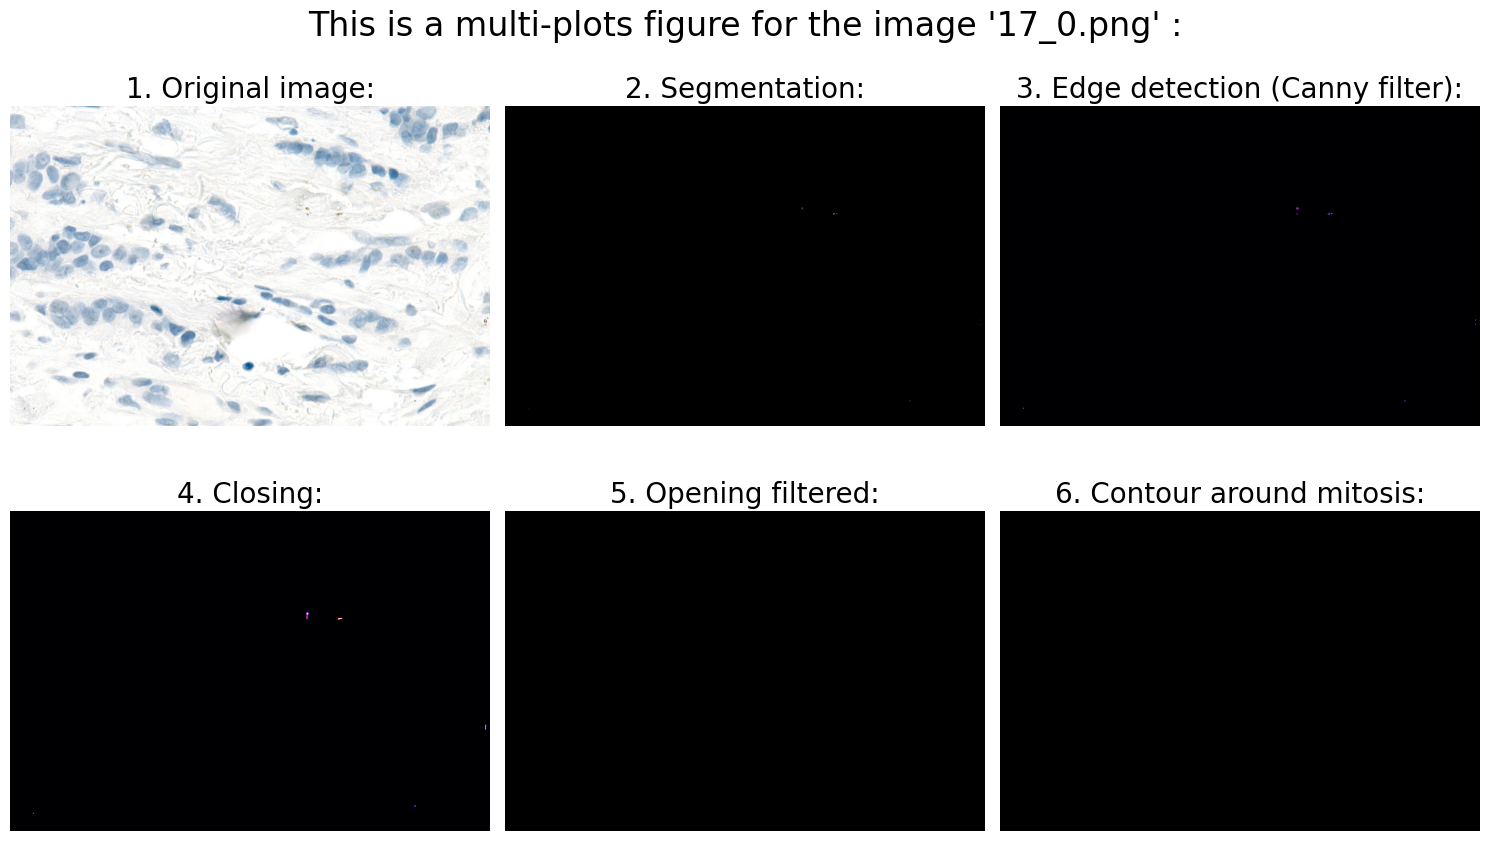 This is a multi-plots figure for the image '17_0.png' :
1. Original image:
2. Segmentation:
3. Edge detection (Canny filter):
4. Closing:
5. Opening filtered:
6. Contour around mitosis: